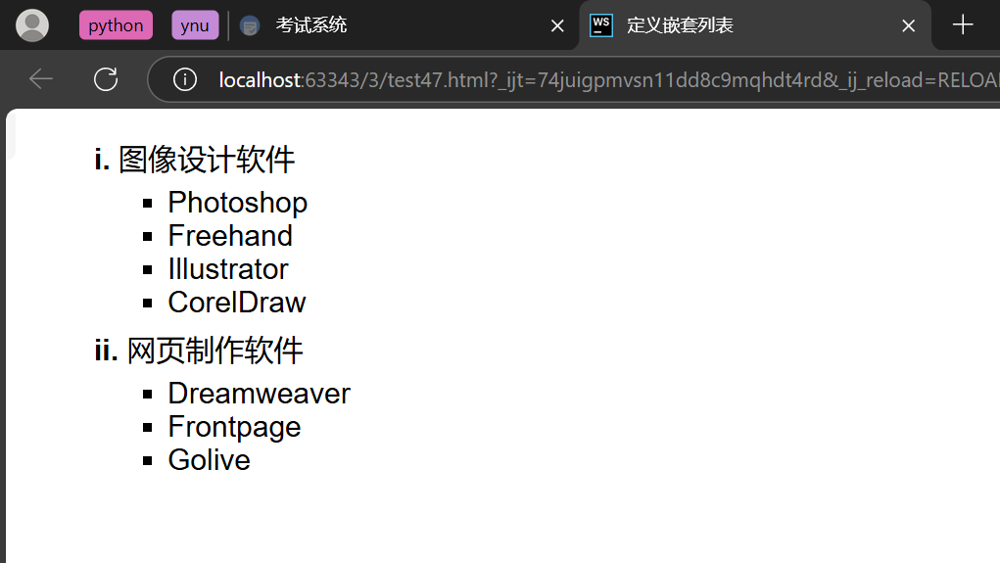 python ynu 考试系统 WS 定义嵌套列表
localhost:63343/3/test47.html?_ijt=74juigpmvsn11dd8c9mqhdt4rd&_ij_reload=RELOA
i. 图像设计软件
Photoshop
Freehand
Illustrator
CorelDraw
ii. 网页制作软件
Dreamweaver
Frontpage
Golive